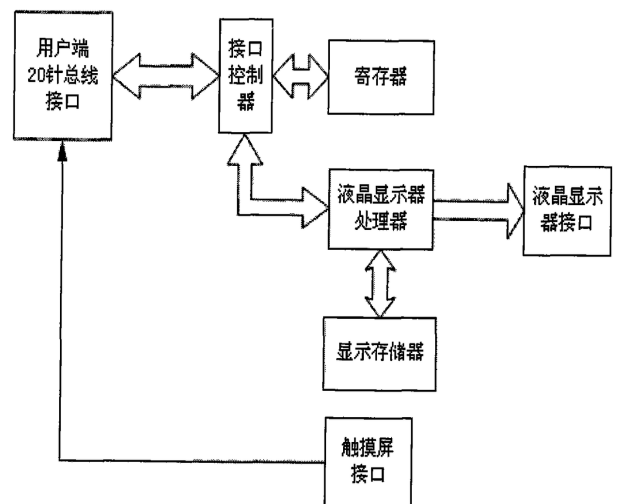 用户端
20针总线
接口
接口
控制
器
寄存器
液晶显示器
处理器
液晶显示
器接口
显示存储器
触摸屏
接口